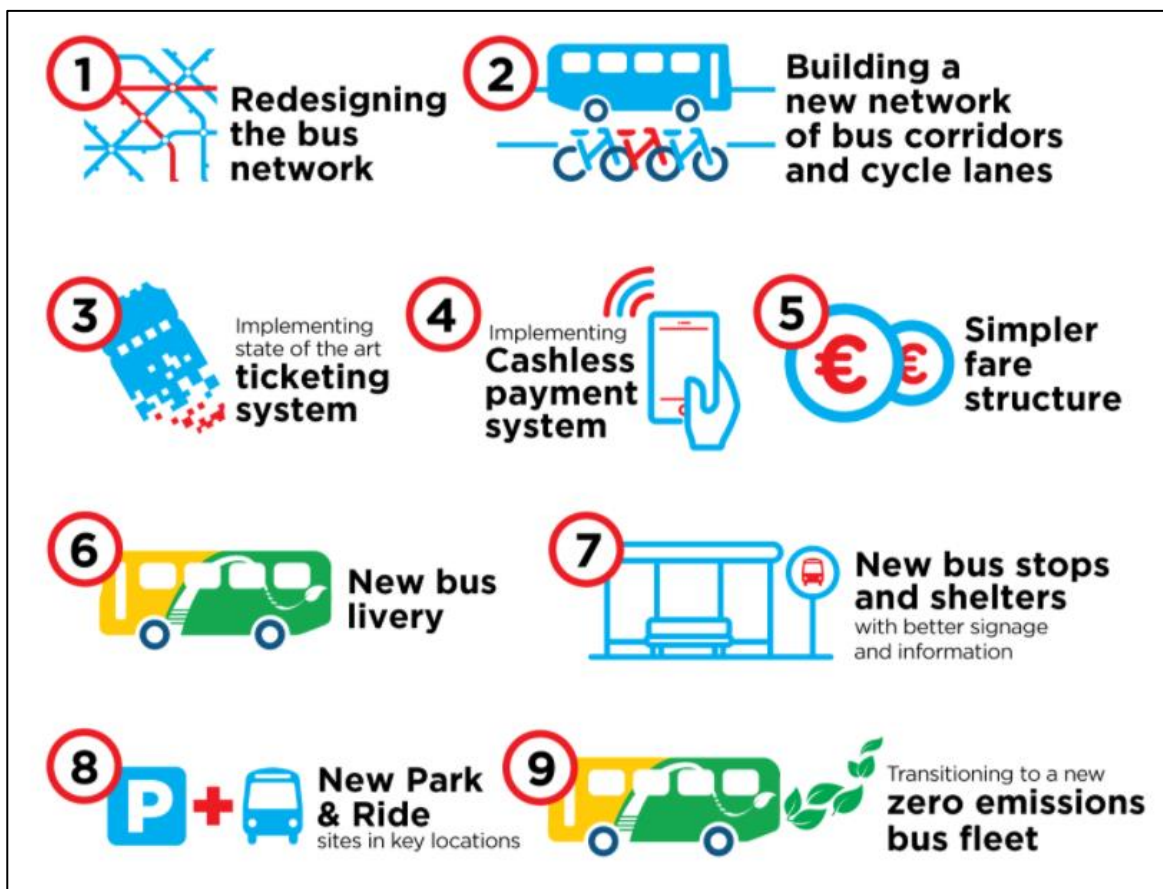 1
Redesigning
the bus
network
2
Building a
new network
of bus corridors
and cycle lanes
3
Implementing
state of the art
ticketing
system
4
Implementing
Cashless
payment
system
5
€
€
Simpler
fare
structure
6
New bus
livery
7
New bus stops
and shelters
with better signage
and information
8
P
New Park
& Ride
sites in key locations
9
Transitioning to a new
zero emissions
bus fleet